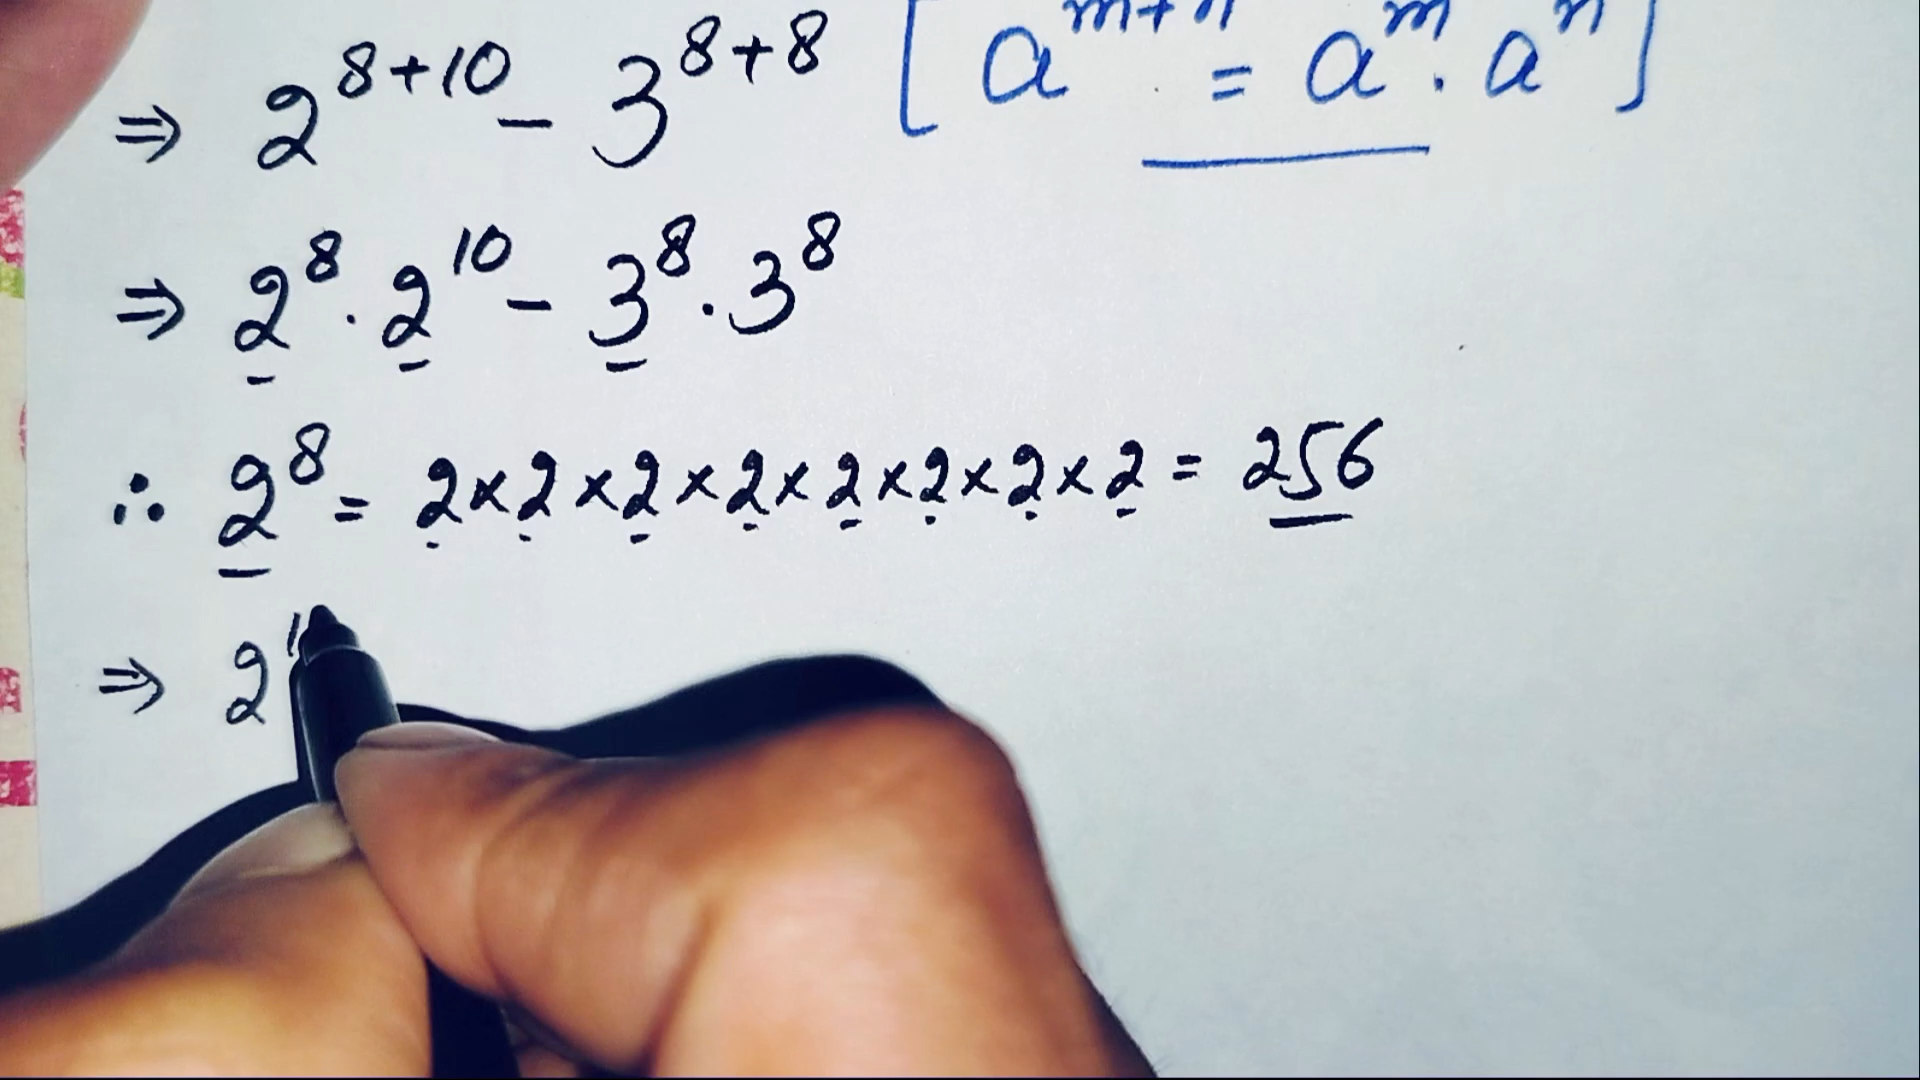 ⇒ 2^{8+10} - 3^{8+8} [a^{m+n} = a^m . a^n]
⇒ 2^8 . 2^{10} - 3^8 . 3^8
∴ 2^8 = 2×2×2×2×2×2×2×2 = 256
⇒ 2^1